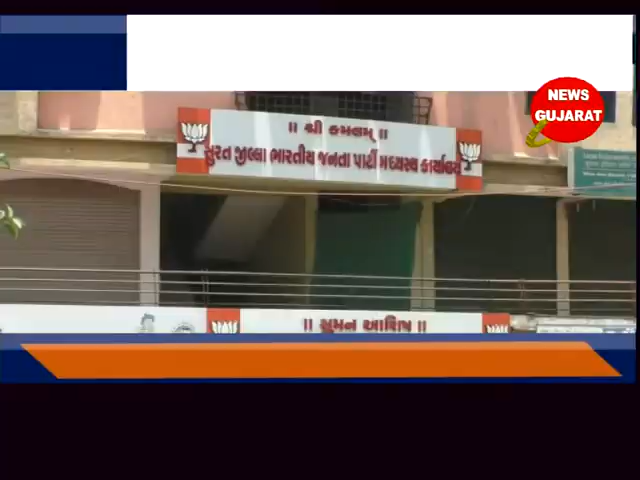 NEWS
GUJARAT
॥ શ્રી કમલમ્ ॥
સુરત જીલ્લા ભારતીય જનતા પાર્ટી મધ્યસ્થ કાર્યાલય
॥ સુમન આશિષ ॥